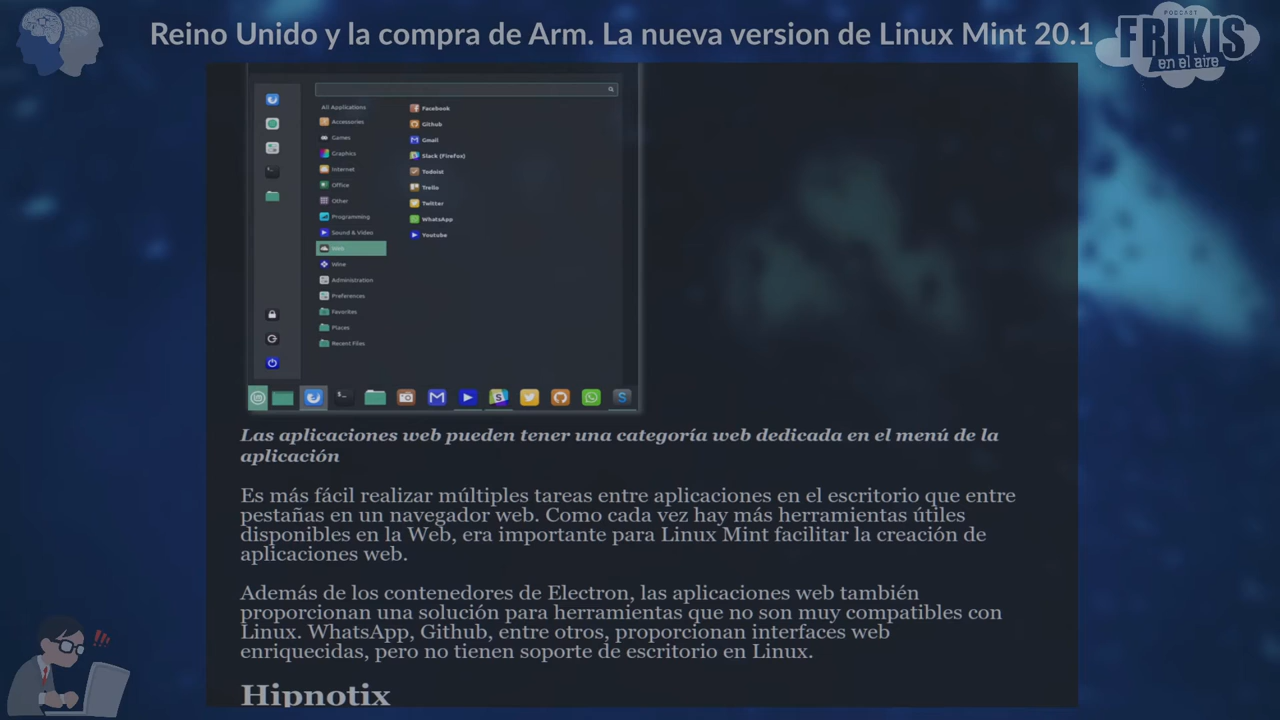 Reino Unido y la compra de Arm. La nueva version de Linux Mint 20.1
PODCAST
FRIKIS
en el aire
All Applications
Accessories
Games
Graphics
Internet
Office
Other
Programming
Sound & Video
Web
Wine
Administration
Preferences
Favorites
Places
Recent Files
Facebook
Github
Gmail
Slack (Firefox)
Todoist
Trello
Twitter
WhatsApp
Youtube
Las aplicaciones web pueden tener una categoría web dedicada en el menú de la
aplicación
Es más fácil realizar múltiples tareas entre aplicaciones en el escritorio que entre
pestañas en un navegador web. Como cada vez hay más herramientas útiles
disponibles en la Web, era importante para Linux Mint facilitar la creación de
aplicaciones web.
Además de los contenedores de Electron, las aplicaciones web también
proporcionan una solución para herramientas que no son muy compatibles con
Linux. WhatsApp, Github, entre otros, proporcionan interfaces web
enriquecidas, pero no tienen soporte de escritorio en Linux.
Hipnotix